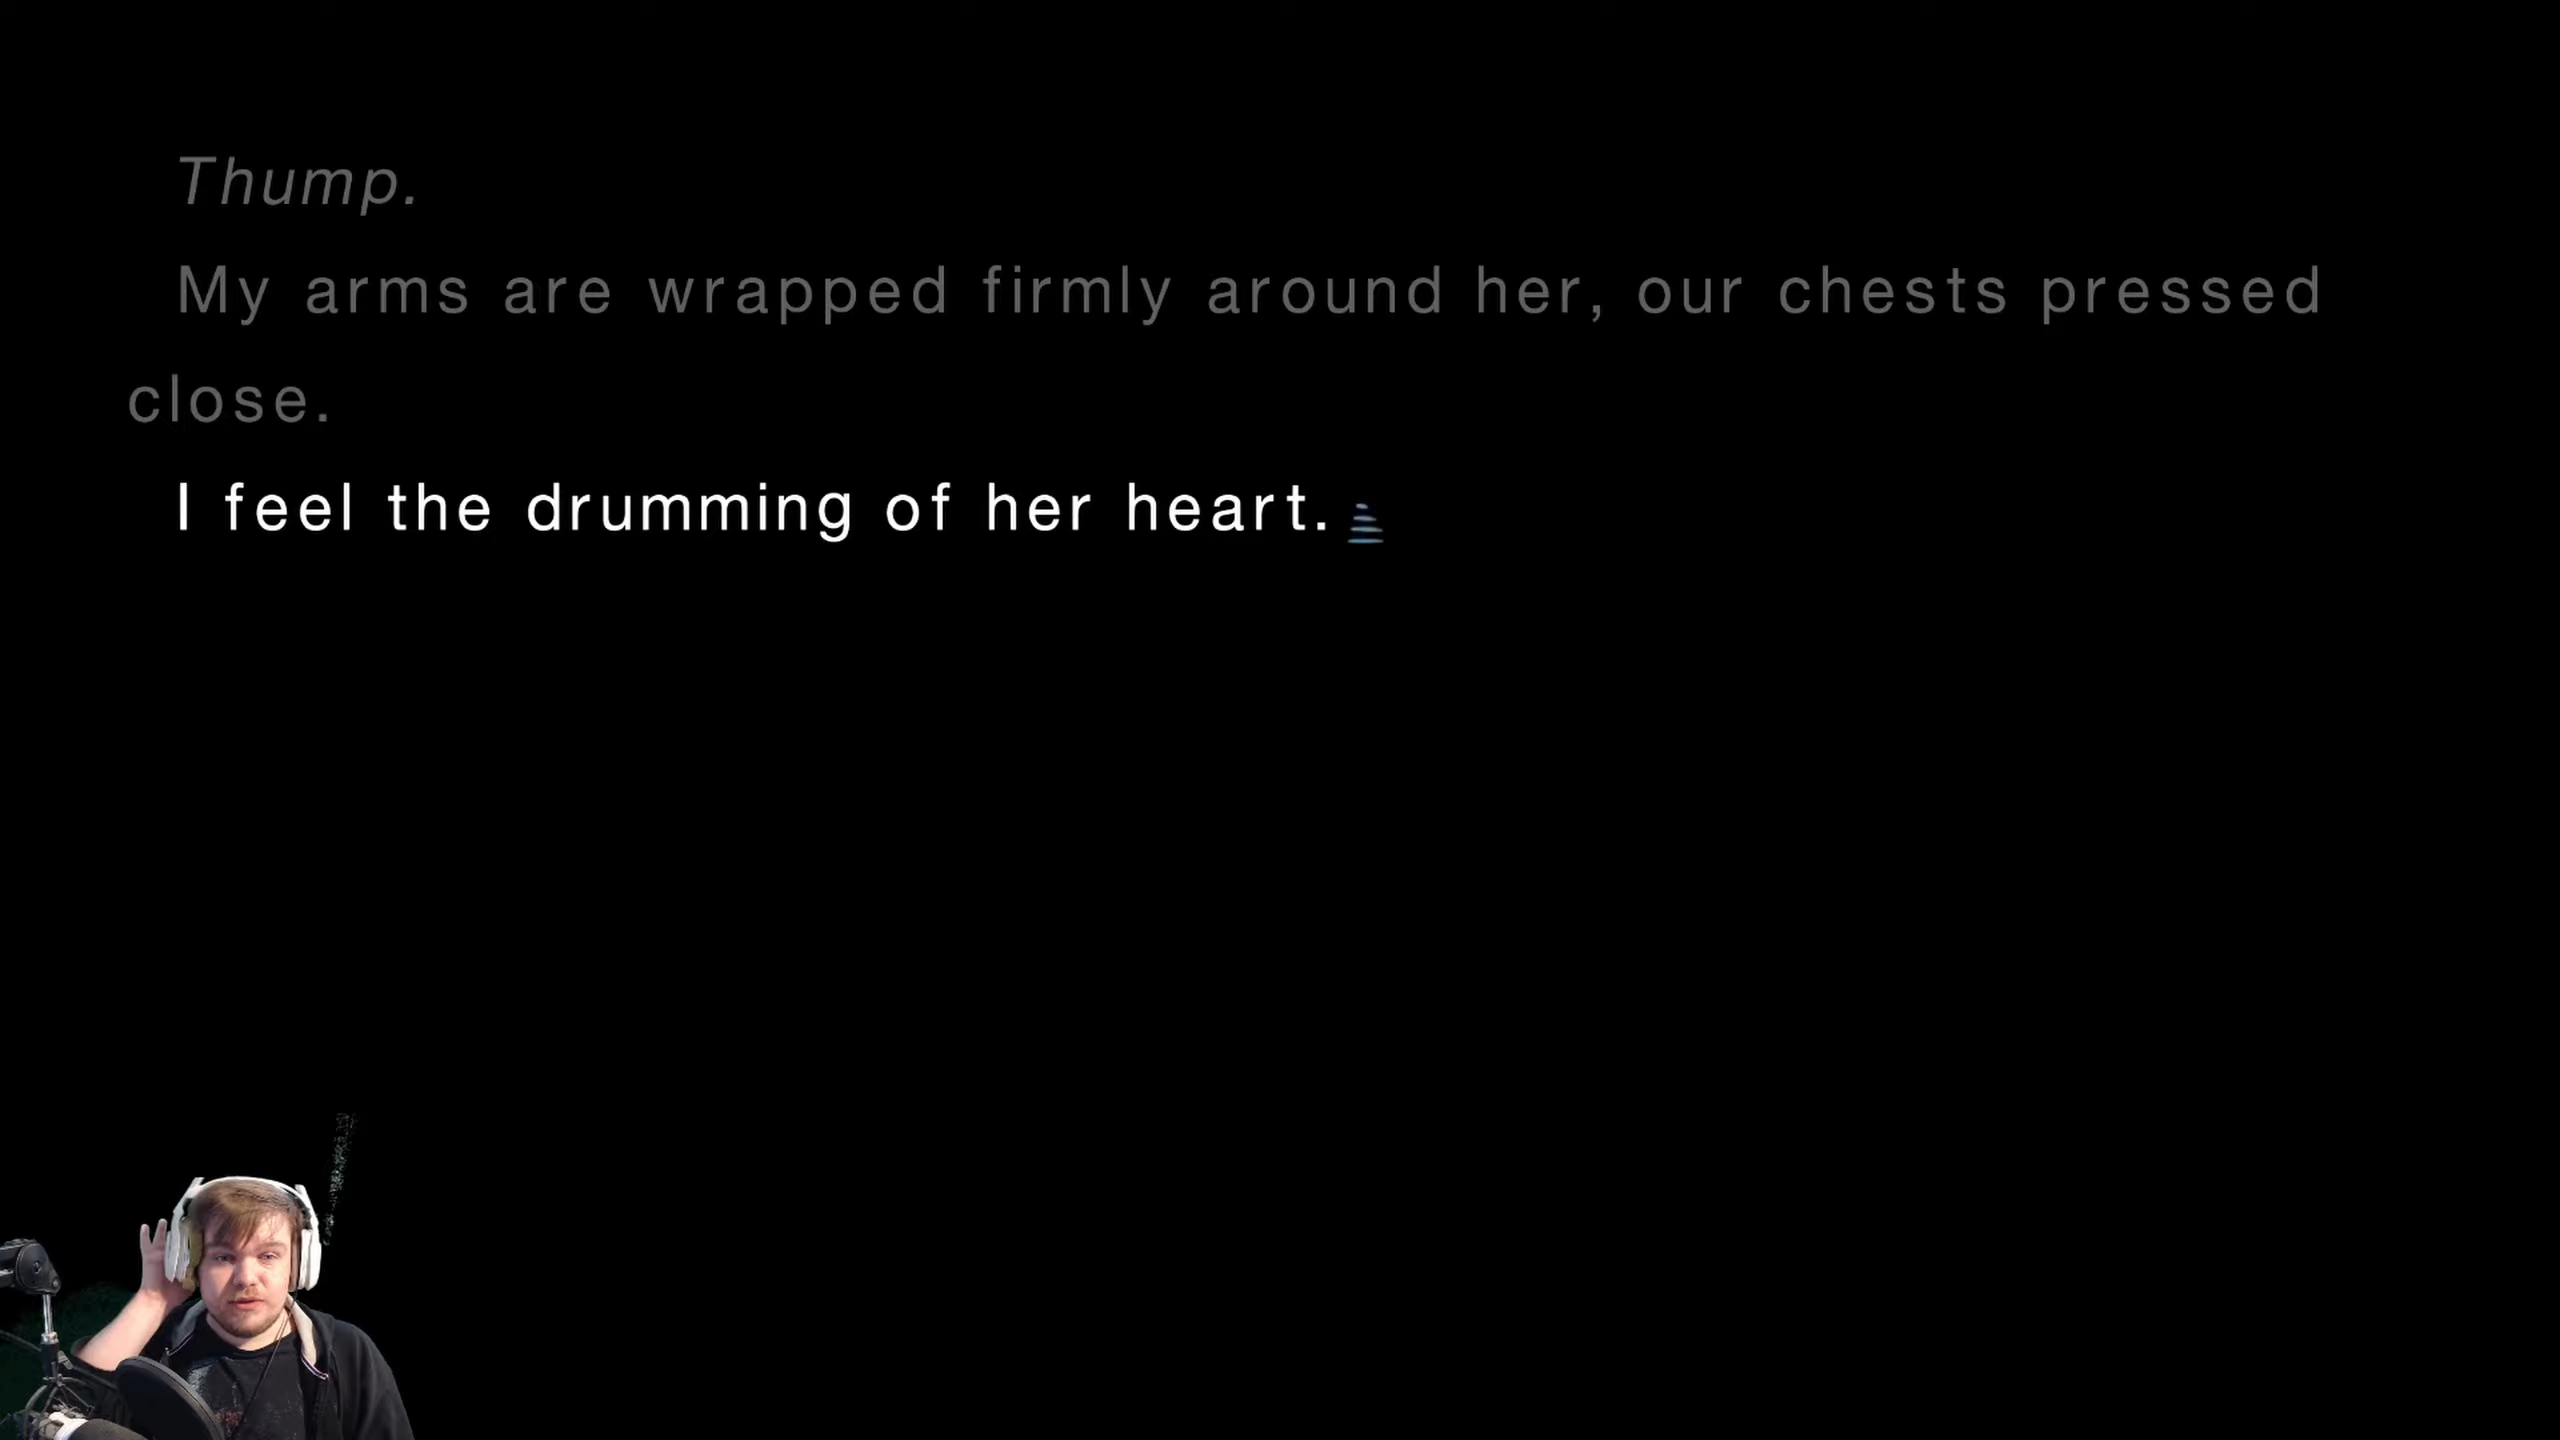 Thump.
My arms are wrapped firmly around her, our chests pressed
close.
I feel the drumming of her heart.